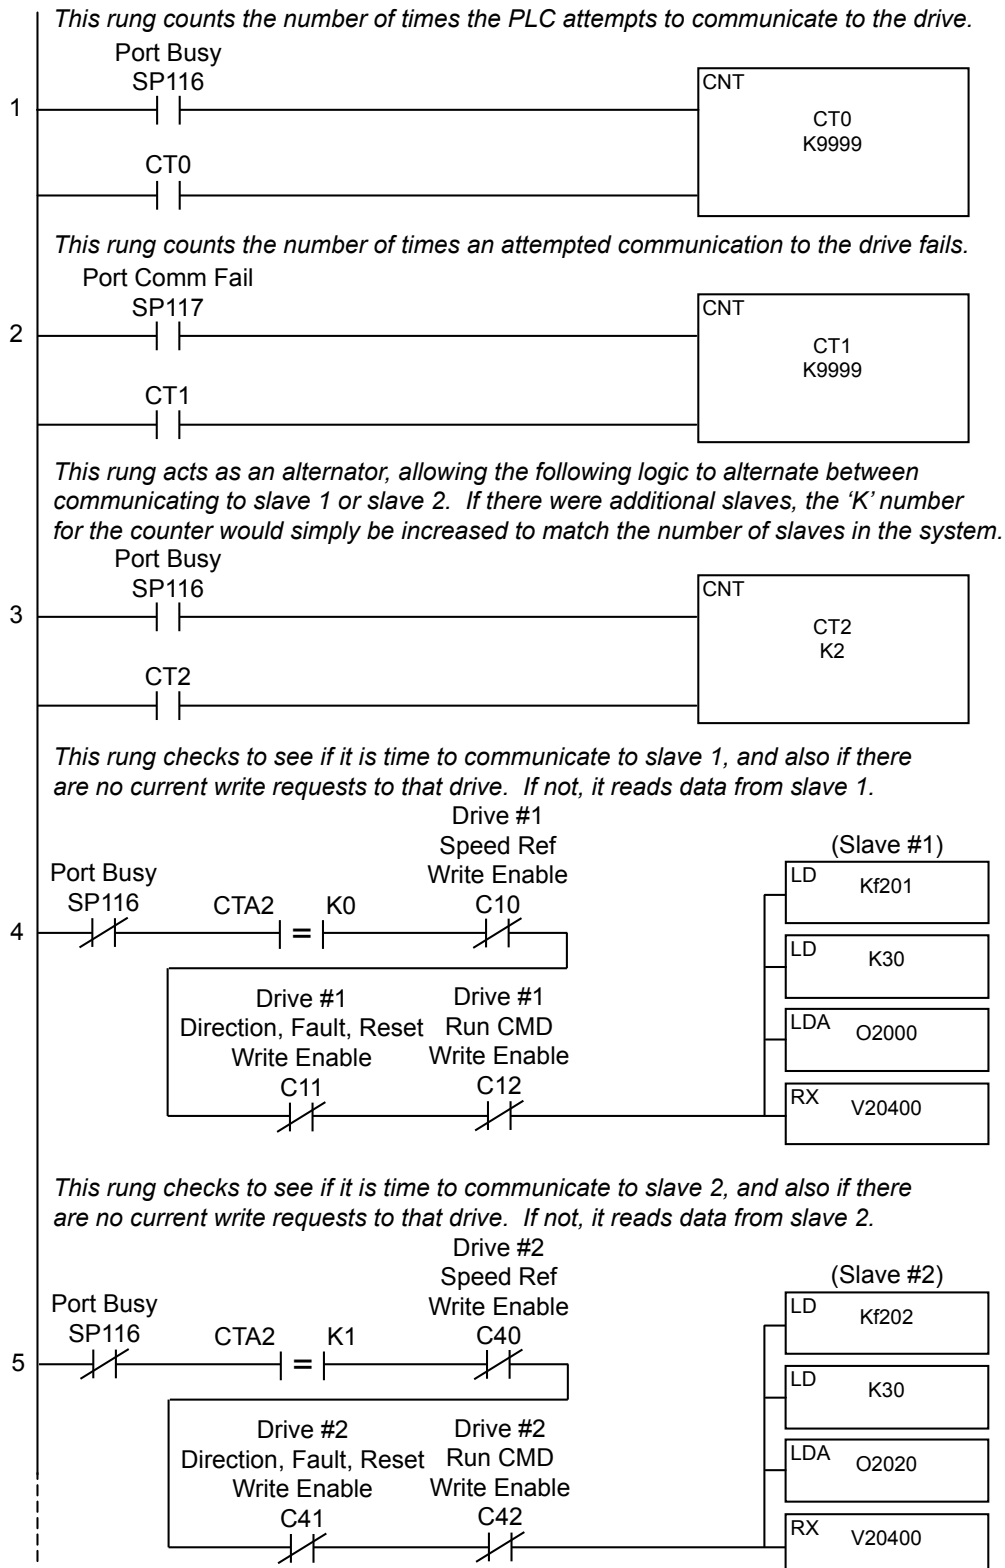 This rung counts the number of times the PLC attempts to communicate to the drive.
Port Busy
SP116
CNT
1
CT0
K9999
CT0
This rung counts the number of times an attempted communication to the drive fails.
Port Comm Fail
SP117
CNT
2
CT1
K9999
CT1
This rung acts as an alternator, allowing the following logic to alternate between
communicating to slave 1 or slave 2. If there were additional slaves, the ‘K’ number
for the counter would simply be increased to match the number of slaves in the system.
Port Busy
SP116
CNT
3
CT2
K2
CT2
This rung checks to see if it is time to communicate to slave 1, and also if there
are no current write requests to that drive. If not, it reads data from slave 1.
Drive #1
Speed Ref
Write Enable
C10
Port Busy
SP116
CTA2 = K0
4
(Slave #1)
LD Kf201
LD K30
LDA O2000
RX V20400
Drive #1
Direction, Fault, Reset
Write Enable
C11
Drive #1
Run CMD
Write Enable
C12
This rung checks to see if it is time to communicate to slave 2, and also if there
are no current write requests to that drive. If not, it reads data from slave 2.
Drive #2
Speed Ref
Write Enable
C40
Port Busy
SP116
CTA2 = K1
5
(Slave #2)
LD Kf202
LD K30
LDA O2020
RX V20400
Drive #2
Direction, Fault, Reset
Write Enable
C41
Drive #2
Run CMD
Write Enable
C42